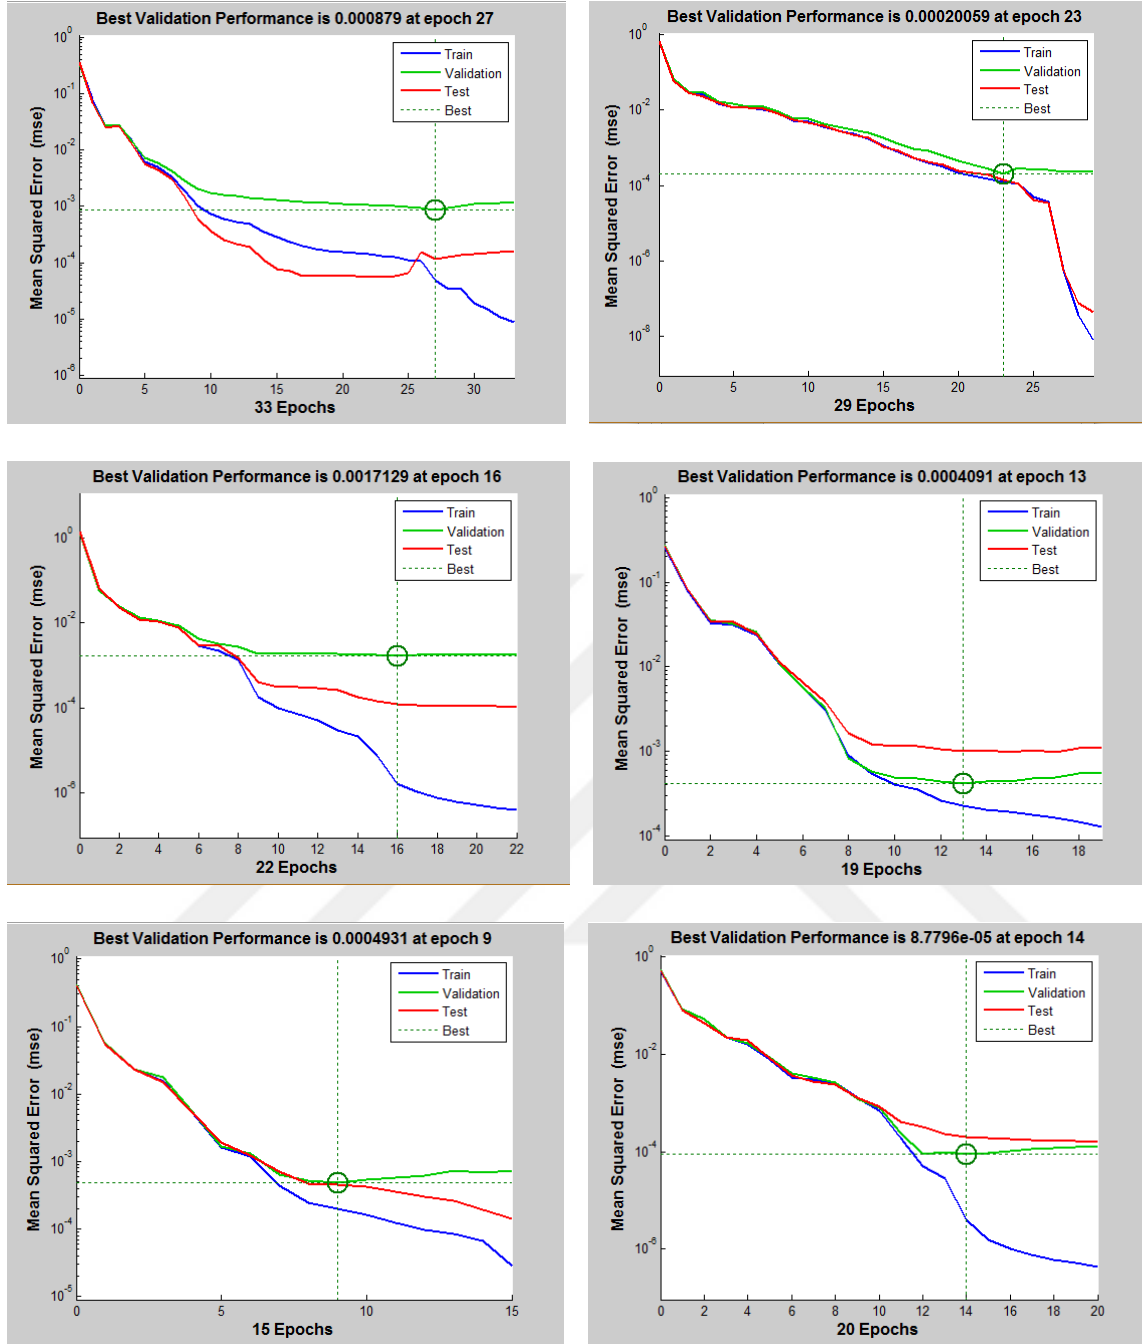 Best Validation Performance is 0.000879 at epoch 27
Mean Squared Error (mse)
10^0
10^-1
10^-2
10^-3
10^-4
10^-5
10^-6
Train
Validation
Test
Best
0 5 10 15 20 25 30
33 Epochs
Best Validation Performance is 0.00020059 at epoch 23
Mean Squared Error (mse)
10^0
10^-2
10^-4
10^-6
10^-8
Train
Validation
Test
Best
0 5 10 15 20 25
29 Epochs
Best Validation Performance is 0.0017129 at epoch 16
Mean Squared Error (mse)
10^0
10^-2
10^-4
10^-6
Train
Validation
Test
Best
0 2 4 6 8 10 12 14 16 18 20 22
22 Epochs
Best Validation Performance is 0.0004091 at epoch 13
Mean Squared Error (mse)
10^0
10^-1
10^-2
10^-3
10^-4
Train
Validation
Test
Best
0 2 4 6 8 10 12 14 16 18
19 Epochs
Best Validation Performance is 0.0004931 at epoch 9
Mean Squared Error (mse)
10^0
10^-1
10^-2
10^-3
10^-4
10^-5
Train
Validation
Test
Best
0 5 10 15
15 Epochs
Best Validation Performance is 8.7796e-05 at epoch 14
Mean Squared Error (mse)
10^0
10^-2
10^-4
10^-6
Train
Validation
Test
Best
0 2 4 6 8 10 12 14 16 18 20
20 Epochs